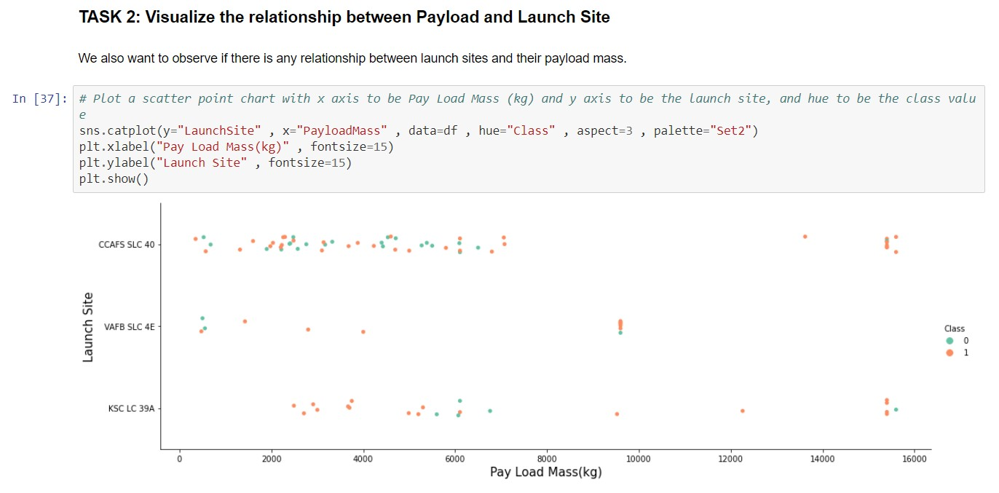 TASK 2: Visualize the relationship between Payload and Launch Site
We also want to observe if there is any relationship between launch sites and their payload mass.
In [37]:
# Plot a scatter point chart with x axis to be Pay Load Mass (kg) and y axis to be the launch site, and hue to be the class valu
e
sns.catplot(y="LaunchSite" , x="PayloadMass" , data=df , hue="Class" , aspect=3 , palette="Set2")
plt.xlabel("Pay Load Mass(kg)" , fontsize=15)
plt.ylabel("Launch Site" , fontsize=15)
plt.show()
CCAFS SLC 40
VAFB SLC 4E
KSC LC 39A
Launch Site
Class
0
1
0 2000 4000 6000 8000 10000 12000 14000 16000
Pay Load Mass(kg)